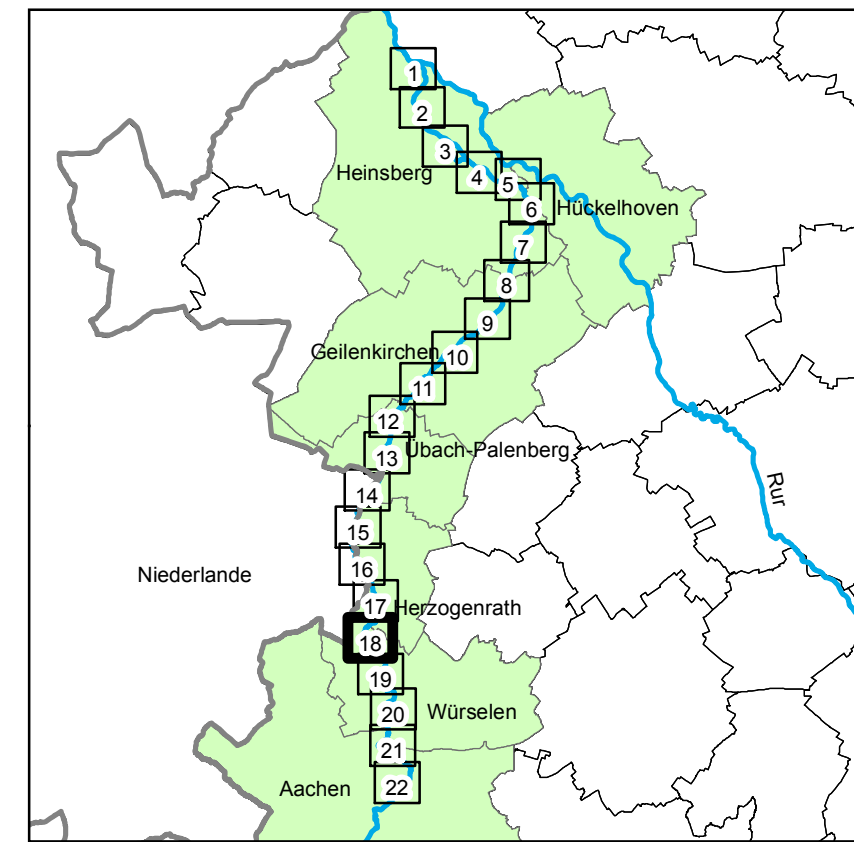 1
2
3
Heinsberg
4
5
6
Hückelhoven
7
8
9
Geilenkirchen
10
11
12
Übach-Palenberg
13
14
Rur
15
16
Niederlande
17
Herzogenrath
18
19
20
Würselen
21
22
Aachen